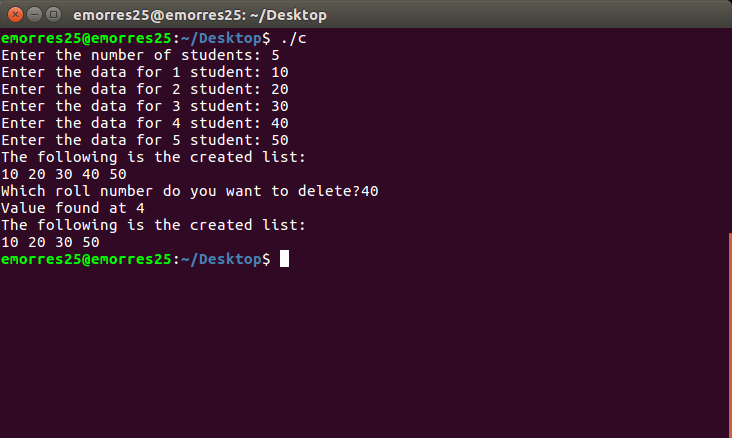 emorres25@emorres25: ~/Desktop
emorres25@emorres25:~/Desktop$ ./c
Enter the number of students: 5
Enter the data for 1 student: 10
Enter the data for 2 student: 20
Enter the data for 3 student: 30
Enter the data for 4 student: 40
Enter the data for 5 student: 50
The following is the created list:
10 20 30 40 50
Which roll number do you want to delete?40
Value found at 4
The following is the created list:
10 20 30 50
emorres25@emorres25:~/Desktop$